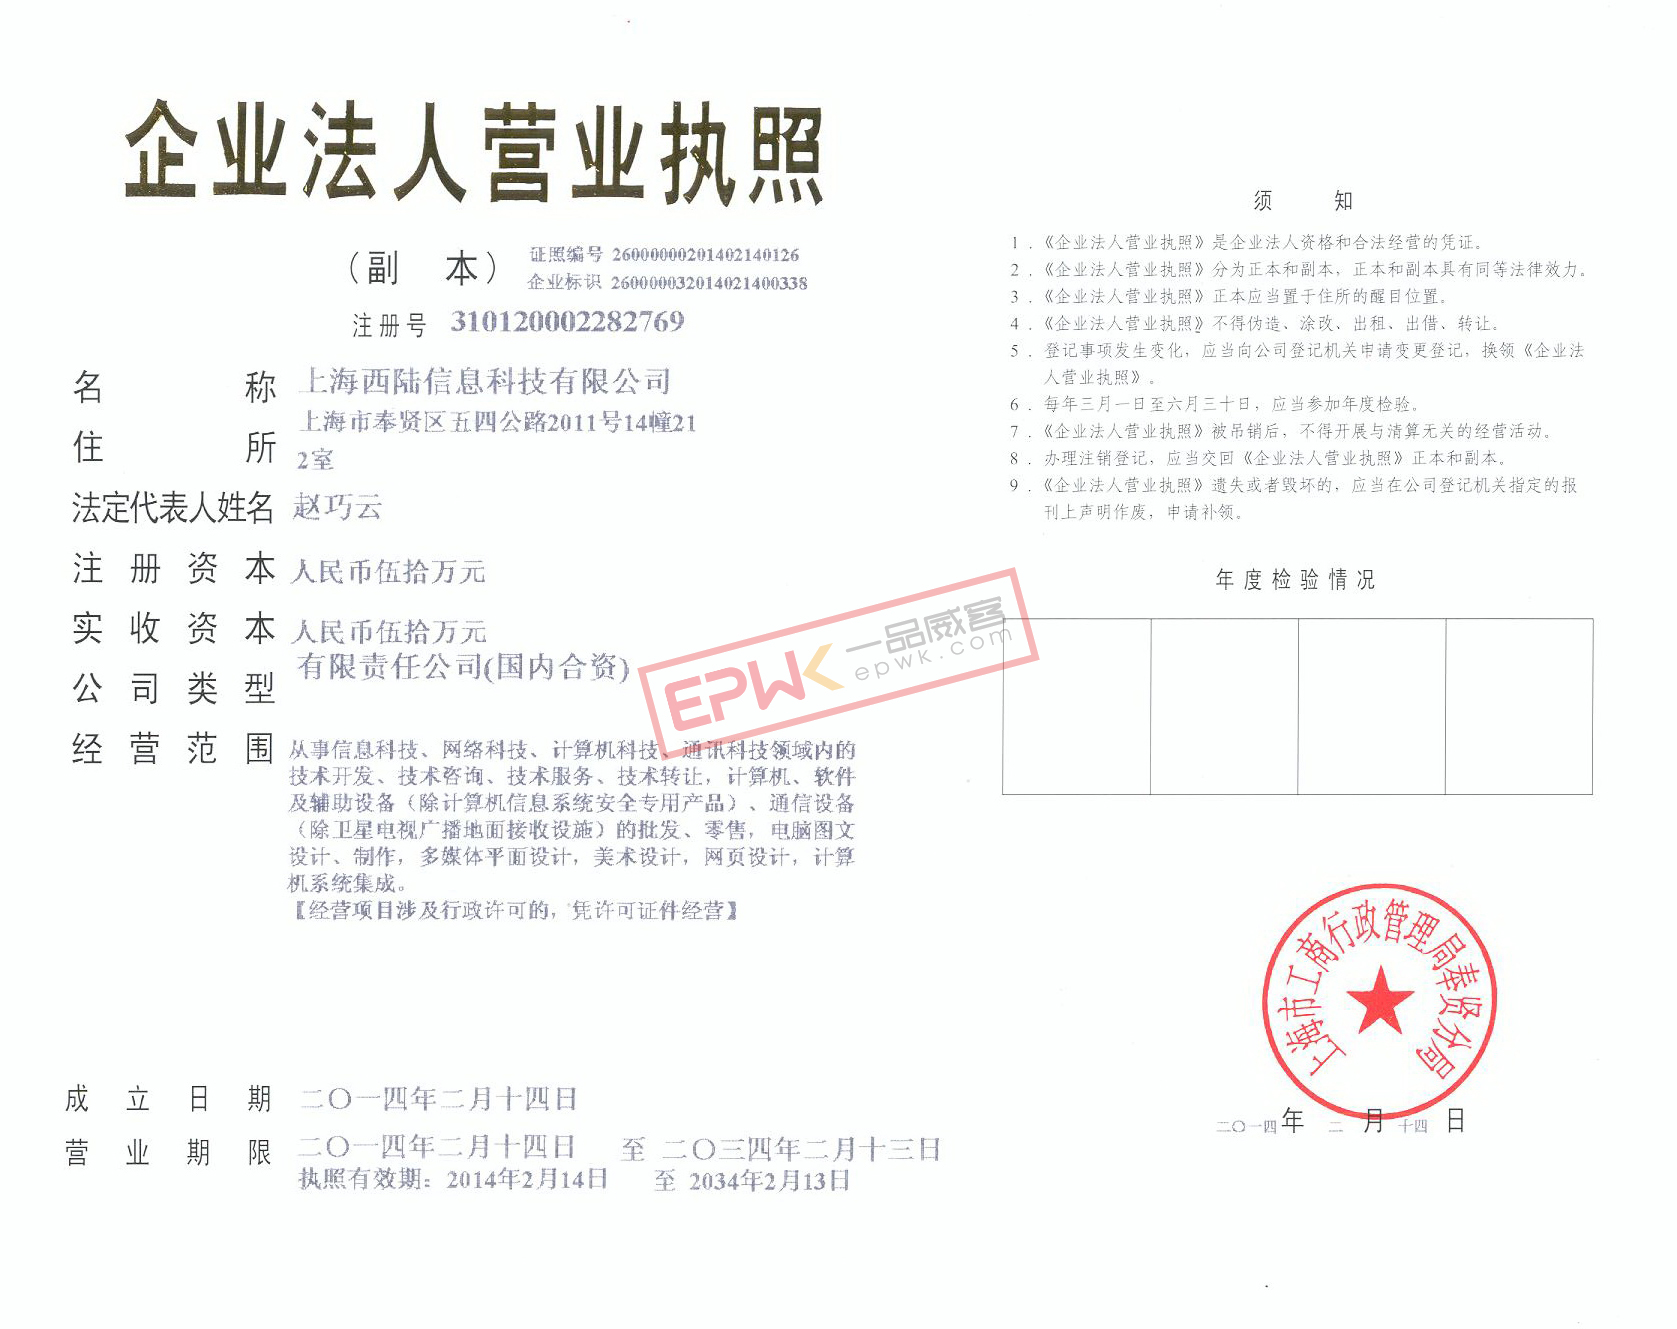 企业法人营业执照
（副 本）
证照编号 26000000201402140126
企业标识 260000032014021400338
注册号 310120002282769
名 称 上海西陆信息科技有限公司
住 所 上海市奉贤区五四公路2011号14幢21
2室
法定代表人姓名 赵巧云
注 册 资 本 人民币伍拾万元
实 收 资 本 人民币伍拾万元
公 司 类 型 有限责任公司(国内合资)
经 营 范 围 从事信息科技、网络科技、计算机科技、通讯科技领域内的
技术开发、技术咨询、技术服务、技术转让，计算机、软件
及辅助设备（除计算机信息系统安全专用产品）、通信设备
（除卫星电视广播地面接收设施）的批发、零售，电脑图文
设计、制作，多媒体平面设计，美术设计，网页设计，计算
机系统集成。
【经营项目涉及行政许可的，凭许可证件经营】
成 立 日 期 二〇一四年二月十四日
营 业 期 限 二〇一四年二月十四日 至 二〇三四年二月十三日
执照有效期：2014年2月14日 至 2034年2月13日
须 知
1．《企业法人营业执照》是企业法人资格和合法经营的凭证。
2．《企业法人营业执照》分为正本和副本，正本和副本具有同等法律效力。
3．《企业法人营业执照》正本应当置于住所的醒目位置。
4．《企业法人营业执照》不得伪造、涂改、出租、出借、转让。
5．登记事项发生变化，应当向公司登记机关申请变更登记，换领《企业法
人营业执照》。
6．每年三月一日至六月三十日，应当参加年度检验。
7．《企业法人营业执照》被吊销后，不得开展与清算无关的经营活动。
8．办理注销登记，应当交回《企业法人营业执照》正本和副本。
9．《企业法人营业执照》遗失或者毁坏的，应当在公司登记机关指定的报
刊上声明作废，申请补领。
年度检验情况
EPWK 一品威客
epwk.com
上海市工商行政管理局奉贤分局
二〇一四 年 二 月 十四 日